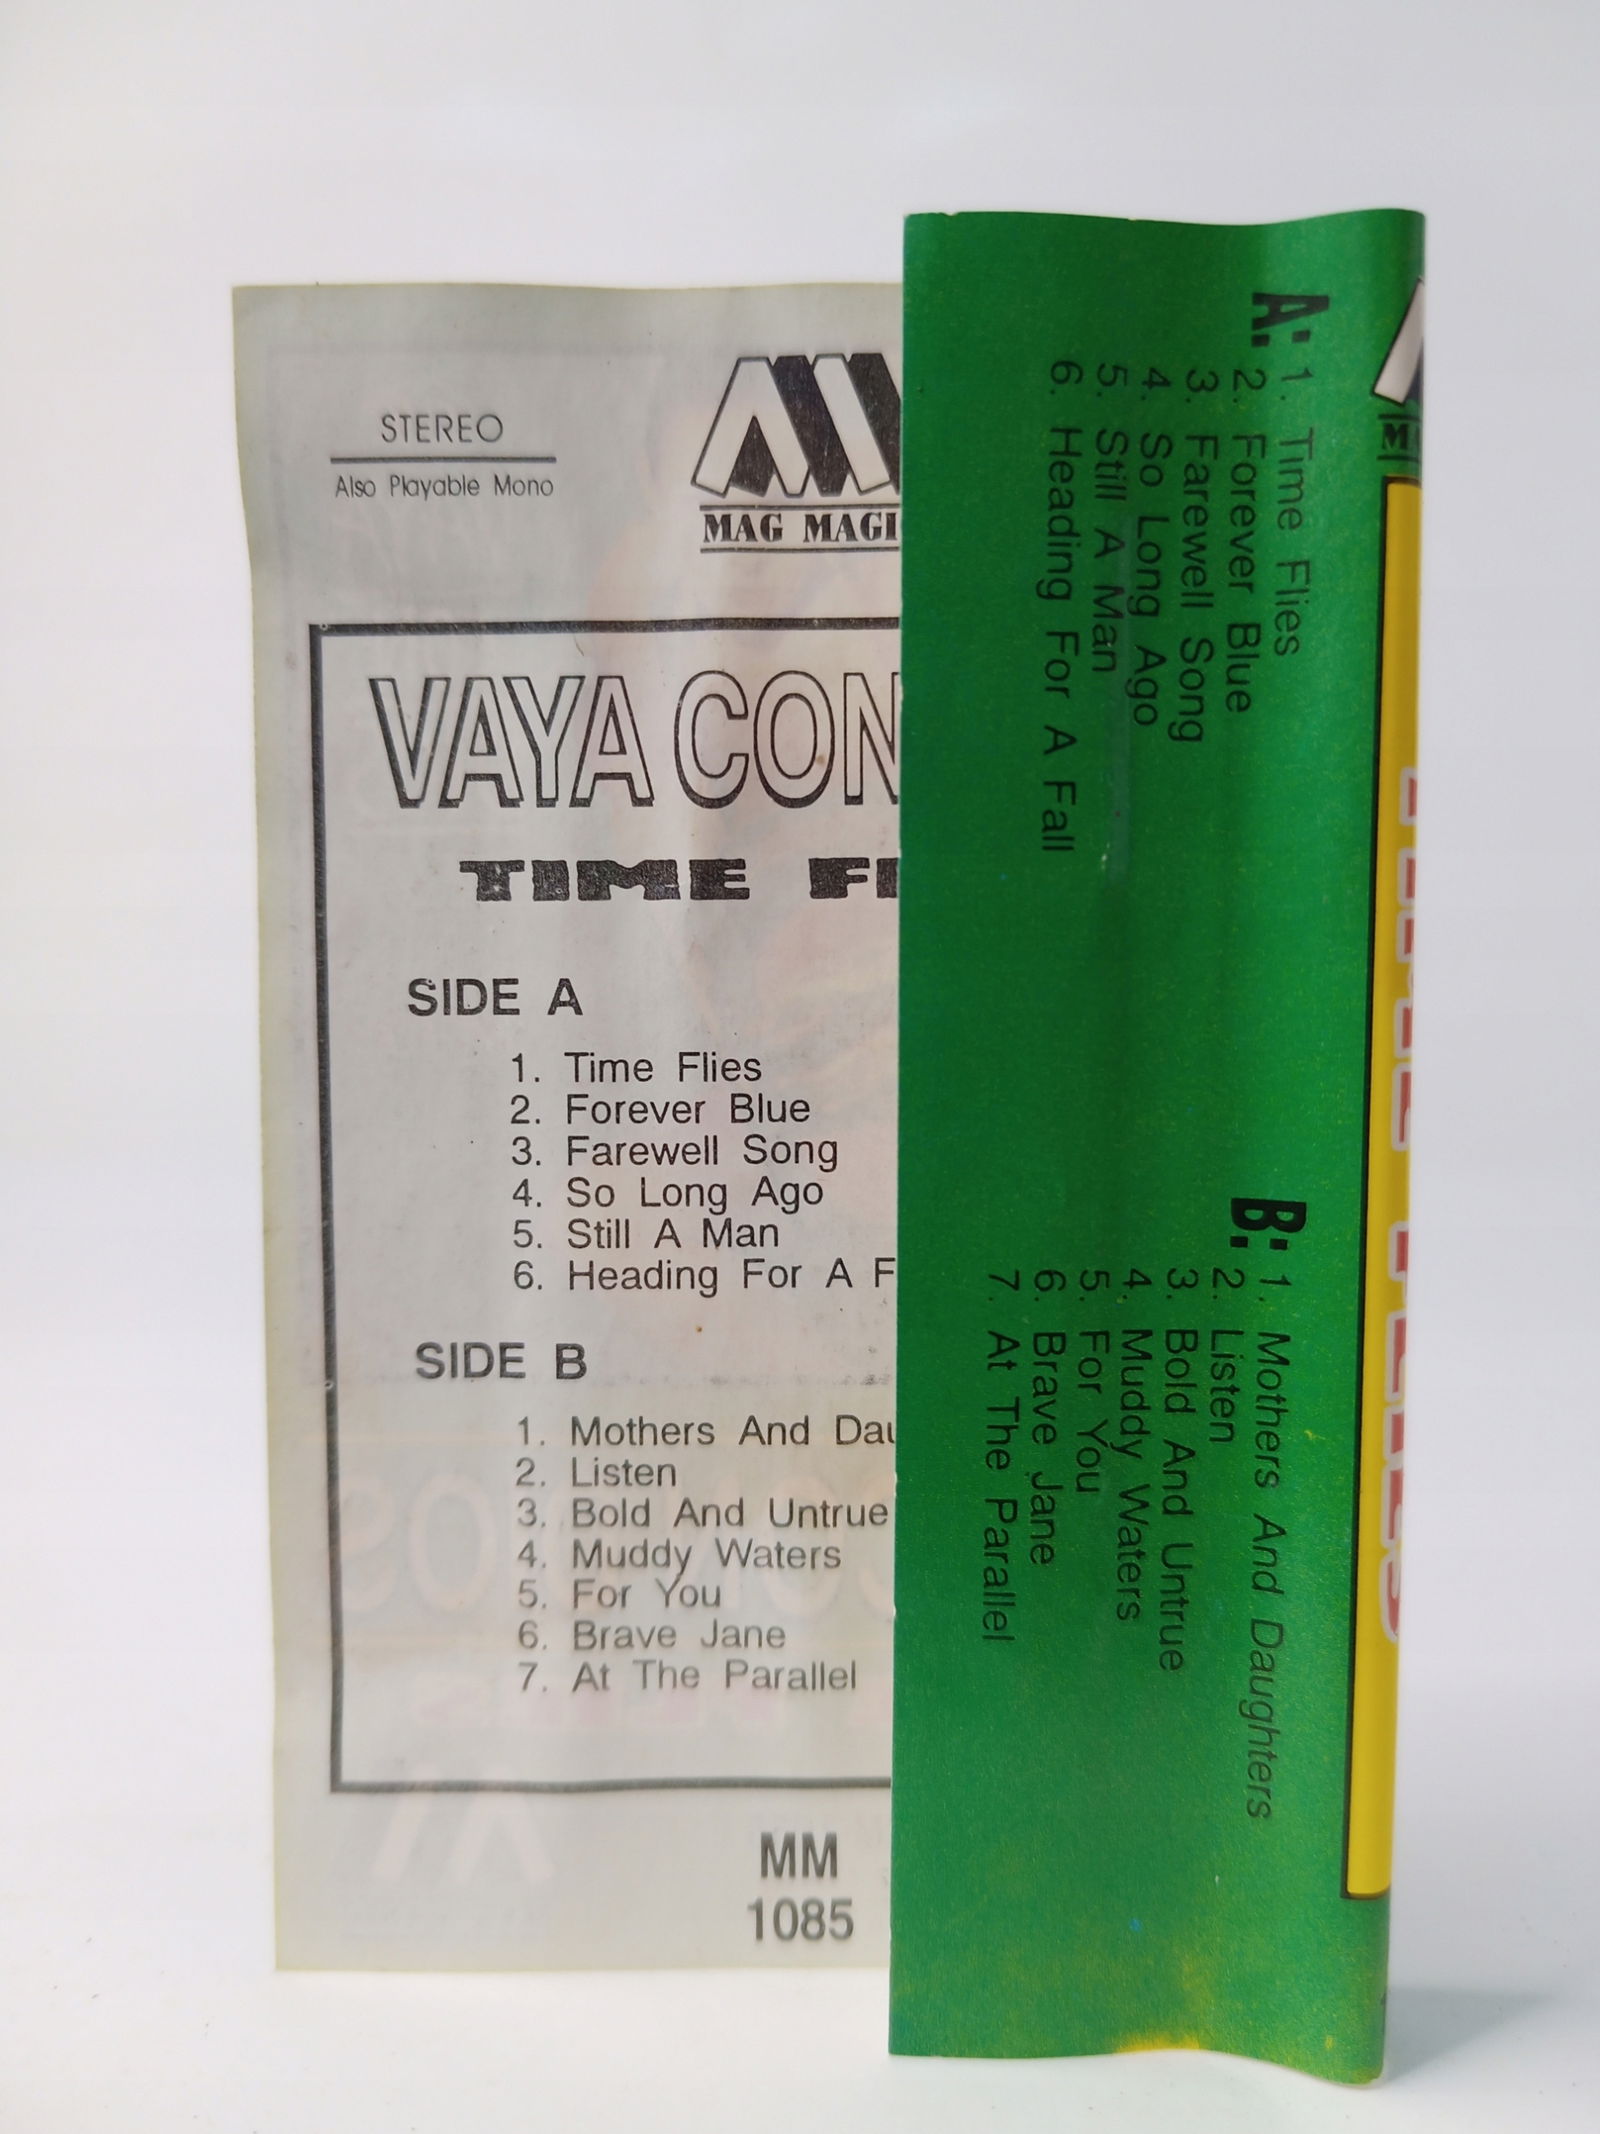 STEREO
Also Playable Mono
MAG MAGI
VAYA CON
TIME FL
SIDE A
1. Time Flies
2. Forever Blue
3. Farewell Song
4. So Long Ago
5. Still A Man
6. Heading For A F
SIDE B
1. Mothers And Dau
2. Listen
3. Bold And Untrue
4. Muddy Waters
5. For You
6. Brave Jane
7. At The Parallel
MM
1085
A: 1. Time Flies
2. Forever Blue
3. Farewell Song
4. So Long Ago
5. Still A Man
6. Heading For A Fall
B: 1. Mothers And Daughters
2. Listen
3. Bold And Untrue
4. Muddy Waters
5. For You
6. Brave Jane
7. At The Parallel
TIME FLIES